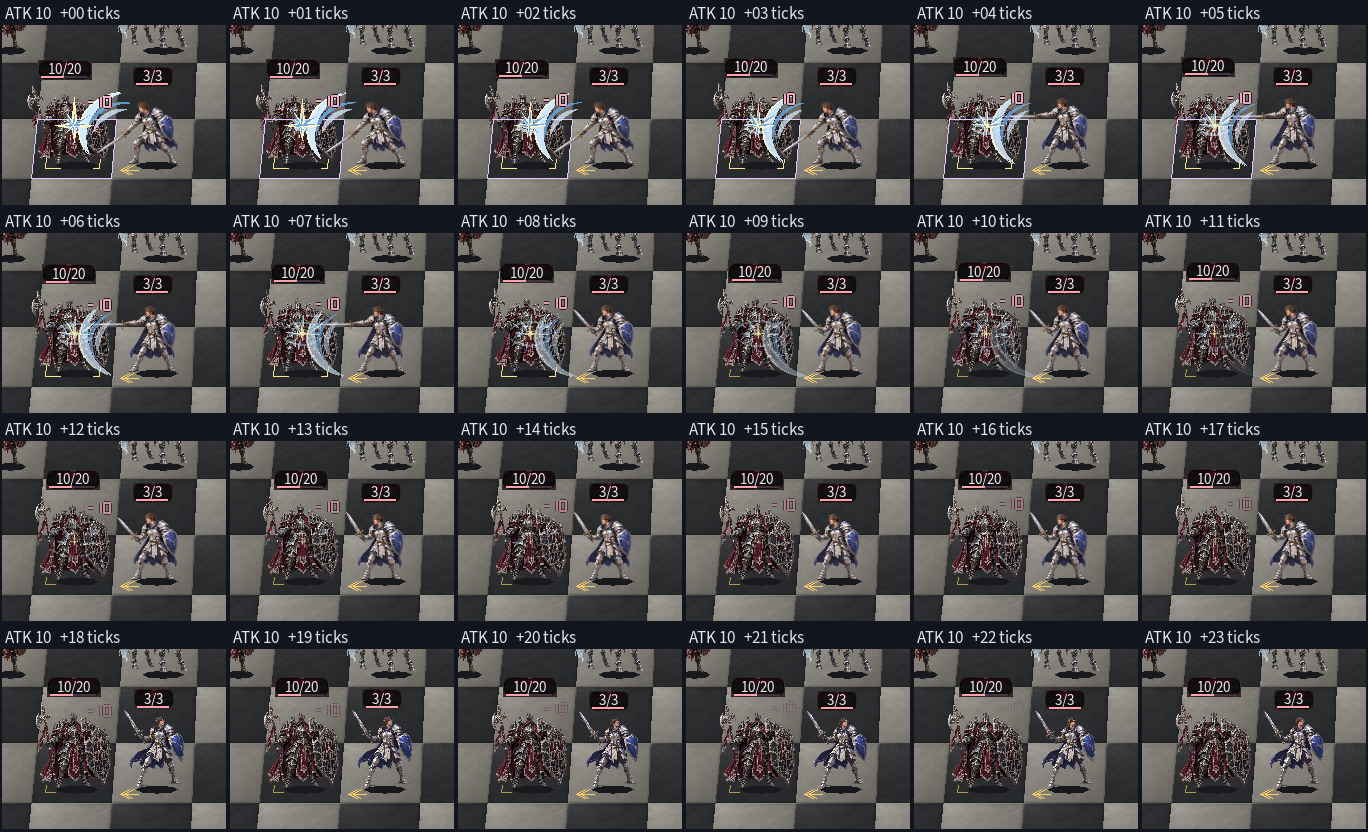 ATK 10 +00 ticks ATK 10 +01 ticks ATK 10 +02 ticks ATK 10 +03 ticks ATK 10 +04 ticks ATK 10 +05 ticks
10/20 3/3 10/20 3/3 10/20 3/3 10/20 3/3 10/20 3/3 10/20 3/3
10 - 10 - 10 - 10 - 10 - 10
ATK 10 +06 ticks ATK 10 +07 ticks ATK 10 +08 ticks ATK 10 +09 ticks ATK 10 +10 ticks ATK 10 +11 ticks
10/20 3/3 10/20 3/3 10/20 3/3 10/20 3/3 10/20 3/3 10/20 3/3
- 10 - 10 - 10 - 10 - 10 - 10
ATK 10 +12 ticks ATK 10 +13 ticks ATK 10 +14 ticks ATK 10 +15 ticks ATK 10 +16 ticks ATK 10 +17 ticks
10/20 3/3 10/20 3/3 10/20 3/3 10/20 3/3 10/20 3/3 10/20 3/3
- 10 - 10 - 10 - 10 - 10 - 10
ATK 10 +18 ticks ATK 10 +19 ticks ATK 10 +20 ticks ATK 10 +21 ticks ATK 10 +22 ticks ATK 10 +23 ticks
10/20 3/3 10/20 3/3 10/20 3/3 10/20 3/3 10/20 3/3 10/20 3/3
- 10 - 10 - 10 - 10